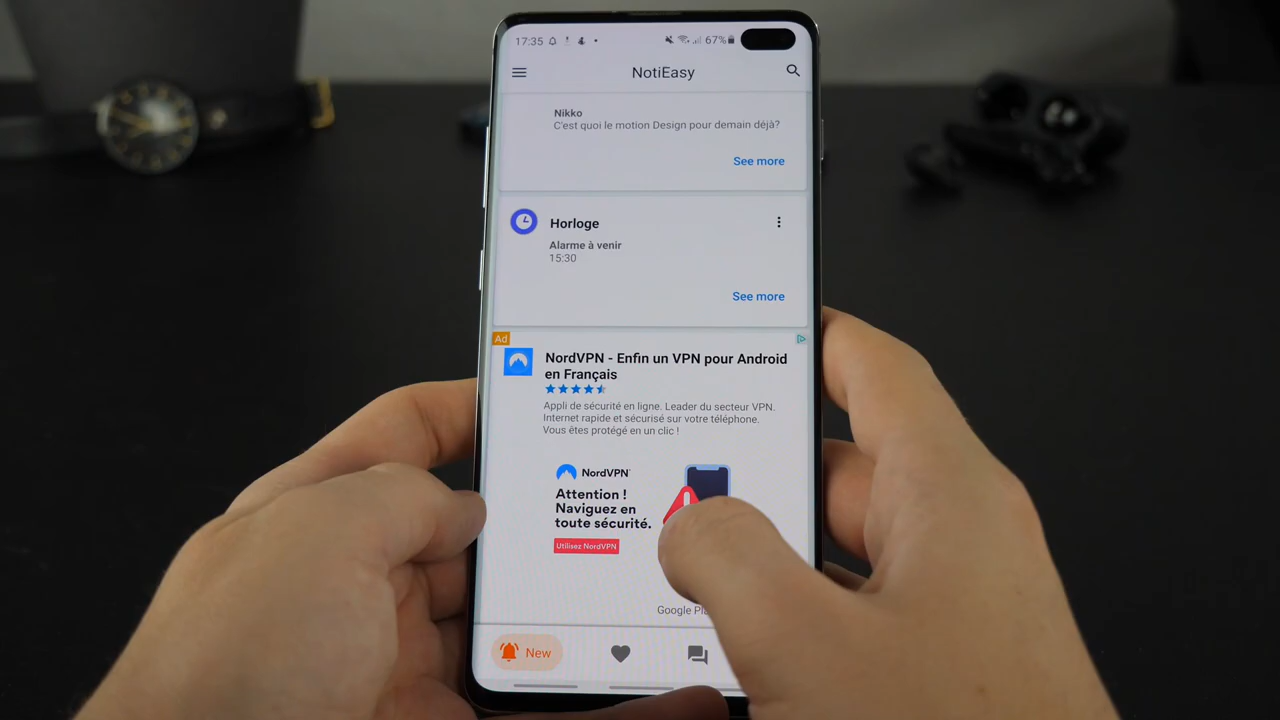 17:35
67%
NotiEasy
Nikko
C'est quoi le motion Design pour demain déjà?
See more
Horloge
Alarme à venir
15:30
See more
Ad
NordVPN - Enfin un VPN pour Android
en Français
Appli de sécurité en ligne. Leader du secteur VPN.
Internet rapide et sécurisé sur votre téléphone.
Vous êtes protégé en un clic !
NordVPN
Attention !
Naviguez en
toute sécurité.
Utilisez NordVPN
Google
New